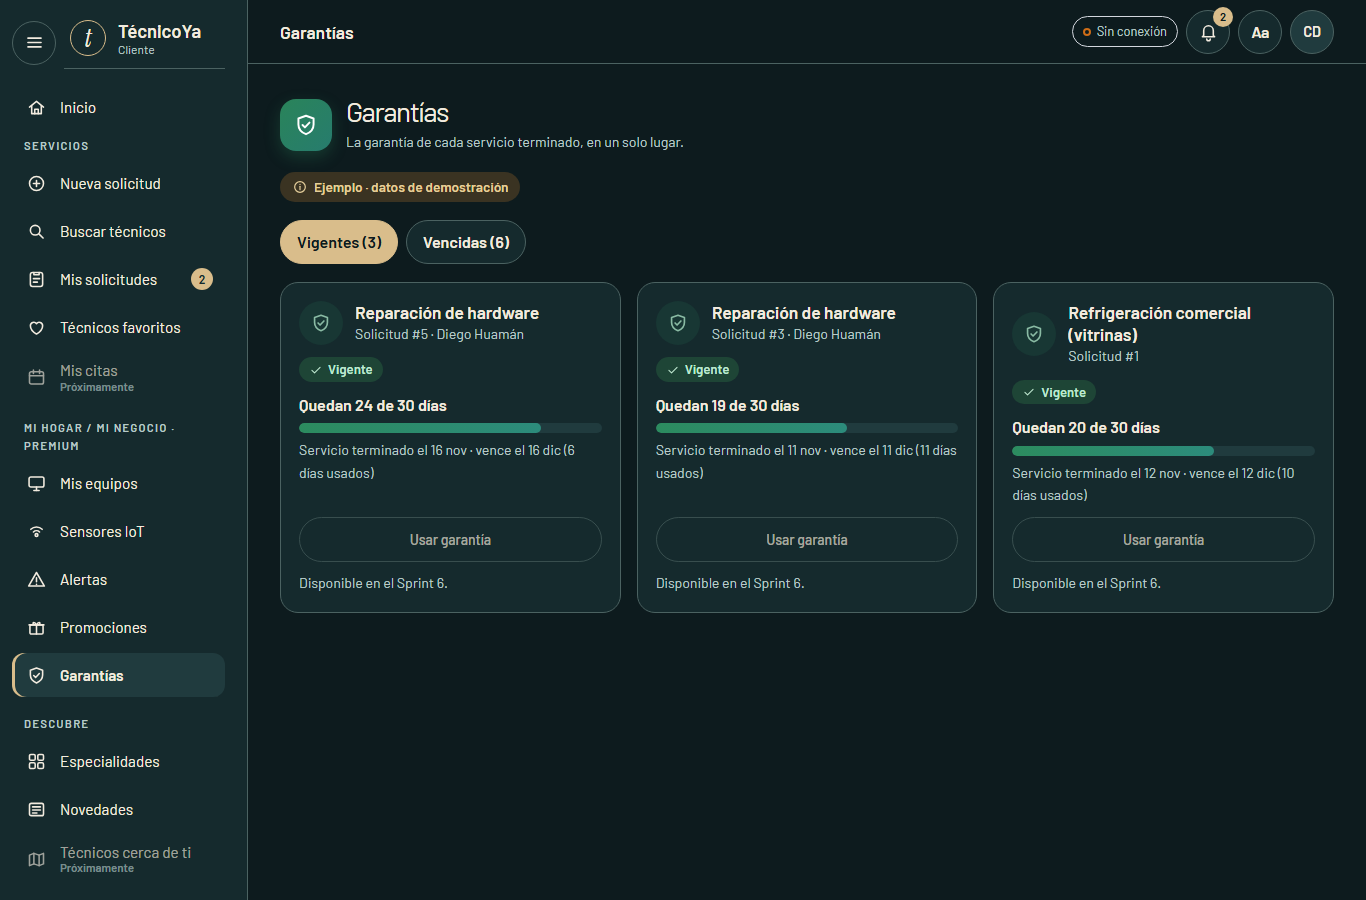 t
TécnicoYa
Cliente
Inicio
SERVICIOS
Nueva solicitud
Buscar técnicos
Mis solicitudes
2
Técnicos favoritos
Mis citas
Próximamente
MI HOGAR / MI NEGOCIO ·
PREMIUM
Mis equipos
Sensores IoT
Alertas
Promociones
Garantías
DESCUBRE
Especialidades
Novedades
Técnicos cerca de ti
Próximamente
Garantías
Sin conexión
2
Aa
CD
Garantías
La garantía de cada servicio terminado, en un solo lugar.
Ejemplo · datos de demostración
Vigentes (3)
Vencidas (6)
Reparación de hardware
Solicitud #5 · Diego Huamán
Vigente
Quedan 24 de 30 días
Servicio terminado el 16 nov · vence el 16 dic (6
días usados)
Usar garantía
Disponible en el Sprint 6.
Reparación de hardware
Solicitud #3 · Diego Huamán
Vigente
Quedan 19 de 30 días
Servicio terminado el 11 nov · vence el 11 dic (11 días
usados)
Usar garantía
Disponible en el Sprint 6.
Refrigeración comercial
(vitrinas)
Solicitud #1
Vigente
Quedan 20 de 30 días
Servicio terminado el 12 nov · vence el 12 dic (10
días usados)
Usar garantía
Disponible en el Sprint 6.